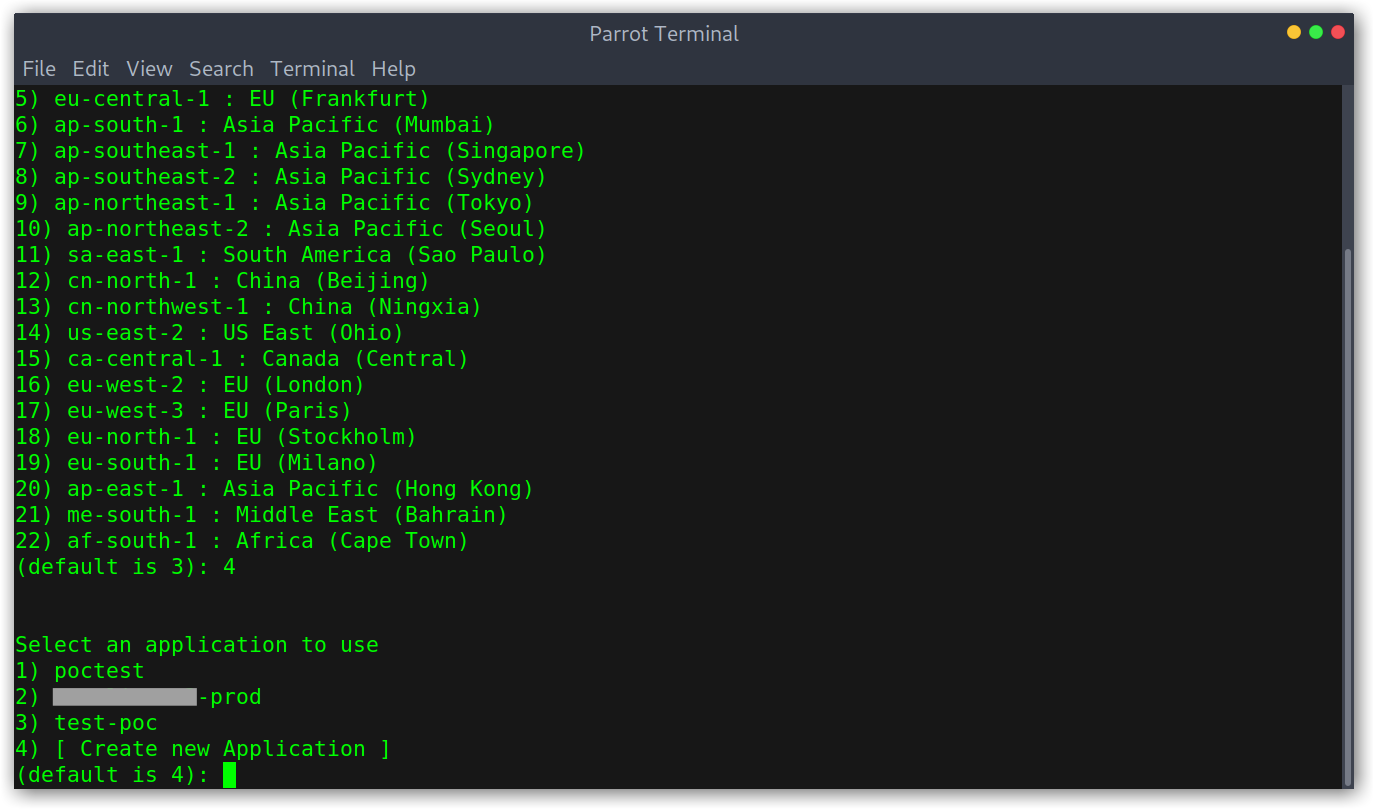 Parrot Terminal
File Edit View Search Terminal Help
5) eu-central-1 : EU (Frankfurt)
6) ap-south-1 : Asia Pacific (Mumbai)
7) ap-southeast-1 : Asia Pacific (Singapore)
8) ap-southeast-2 : Asia Pacific (Sydney)
9) ap-northeast-1 : Asia Pacific (Tokyo)
10) ap-northeast-2 : Asia Pacific (Seoul)
11) sa-east-1 : South America (Sao Paulo)
12) cn-north-1 : China (Beijing)
13) cn-northwest-1 : China (Ningxia)
14) us-east-2 : US East (Ohio)
15) ca-central-1 : Canada (Central)
16) eu-west-2 : EU (London)
17) eu-west-3 : EU (Paris)
18) eu-north-1 : EU (Stockholm)
19) eu-south-1 : EU (Milano)
20) ap-east-1 : Asia Pacific (Hong Kong)
21) me-south-1 : Middle East (Bahrain)
22) af-south-1 : Africa (Cape Town)
(default is 3): 4
Select an application to use
1) poctest
2) -prod
3) test-poc
4) [ Create new Application ]
(default is 4):